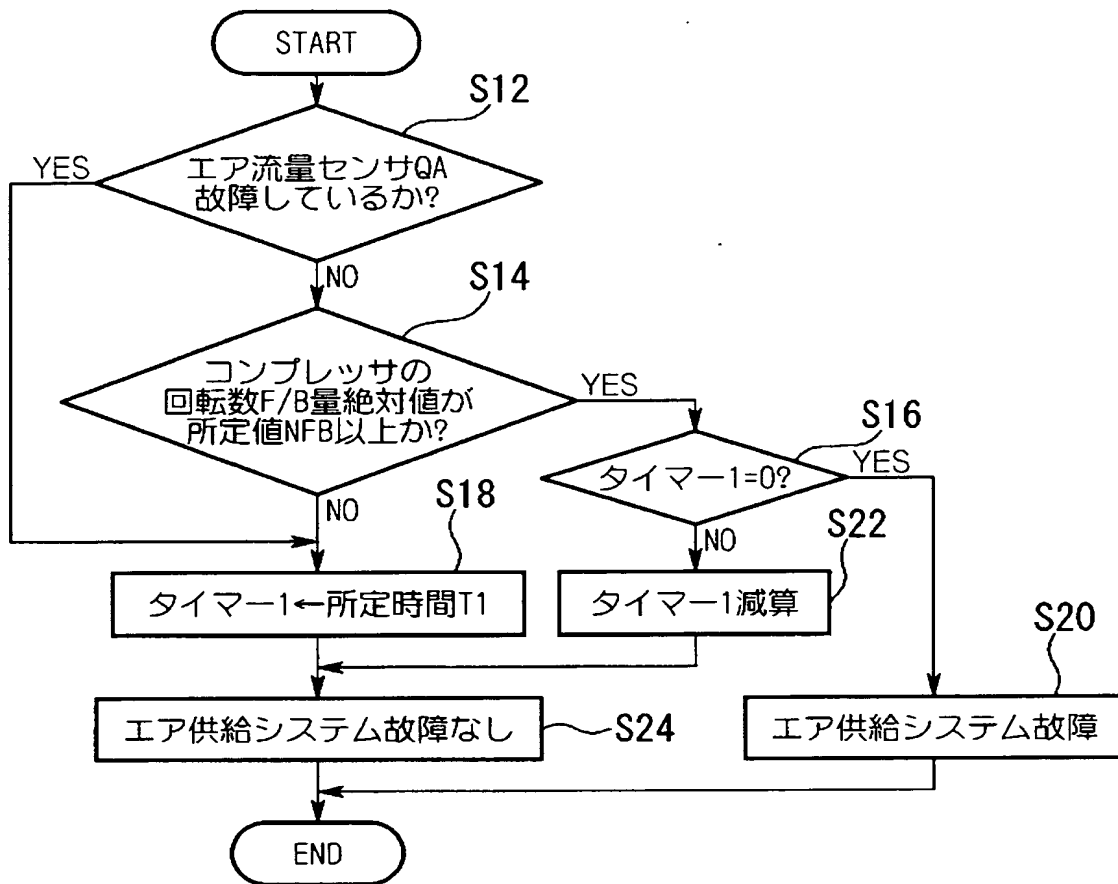 START
S12
エア流量センサQA
故障しているか?
YES
NO
S14
コンプレッサの
回転数F/B量絶対値が
所定値NFB以上か?
YES
NO
S16
タイマー1=0?
YES
NO
S18
タイマー1←所定時間T1
S22
タイマー1減算
S20
エア供給システム故障
エア供給システム故障なし
S24
END